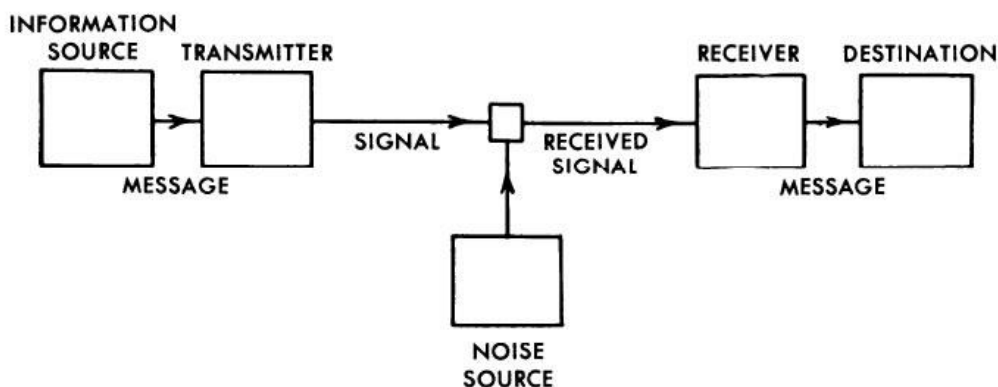 INFORMATION
SOURCE
TRANSMITTER
RECEIVER
DESTINATION
SIGNAL
RECEIVED
SIGNAL
MESSAGE
MESSAGE
NOISE
SOURCE